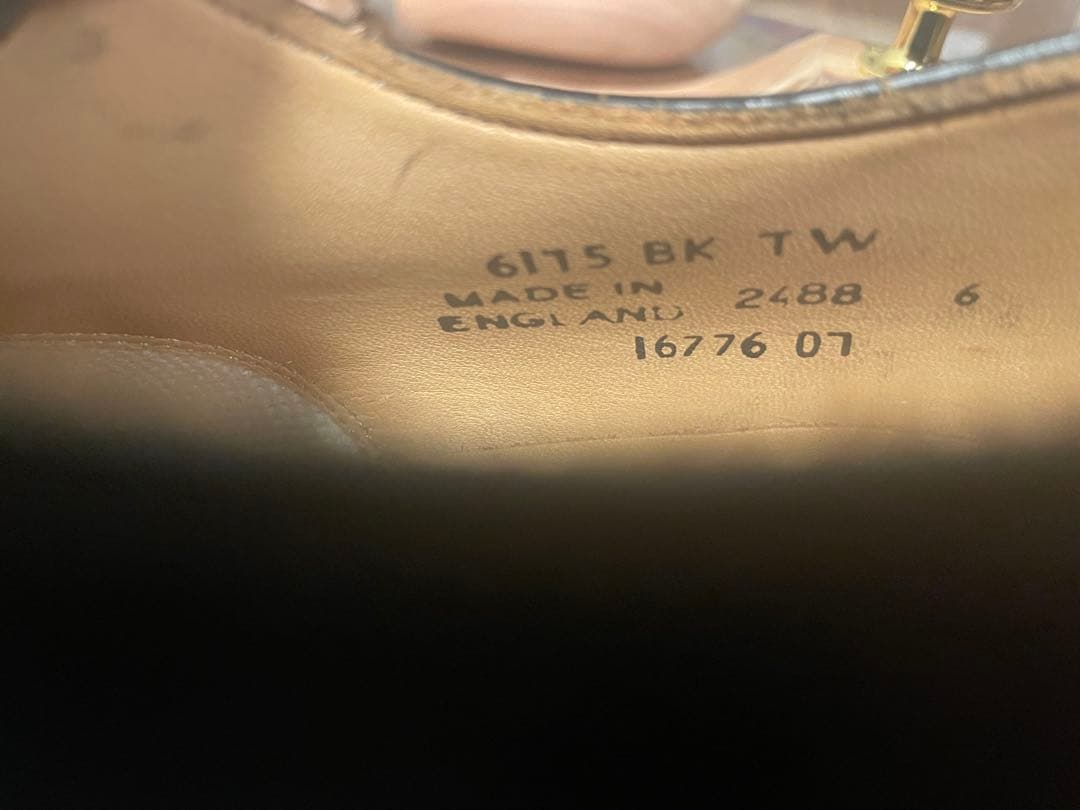 6175 BK TW
MADE IN
ENGLAND 2488 6
16776 07